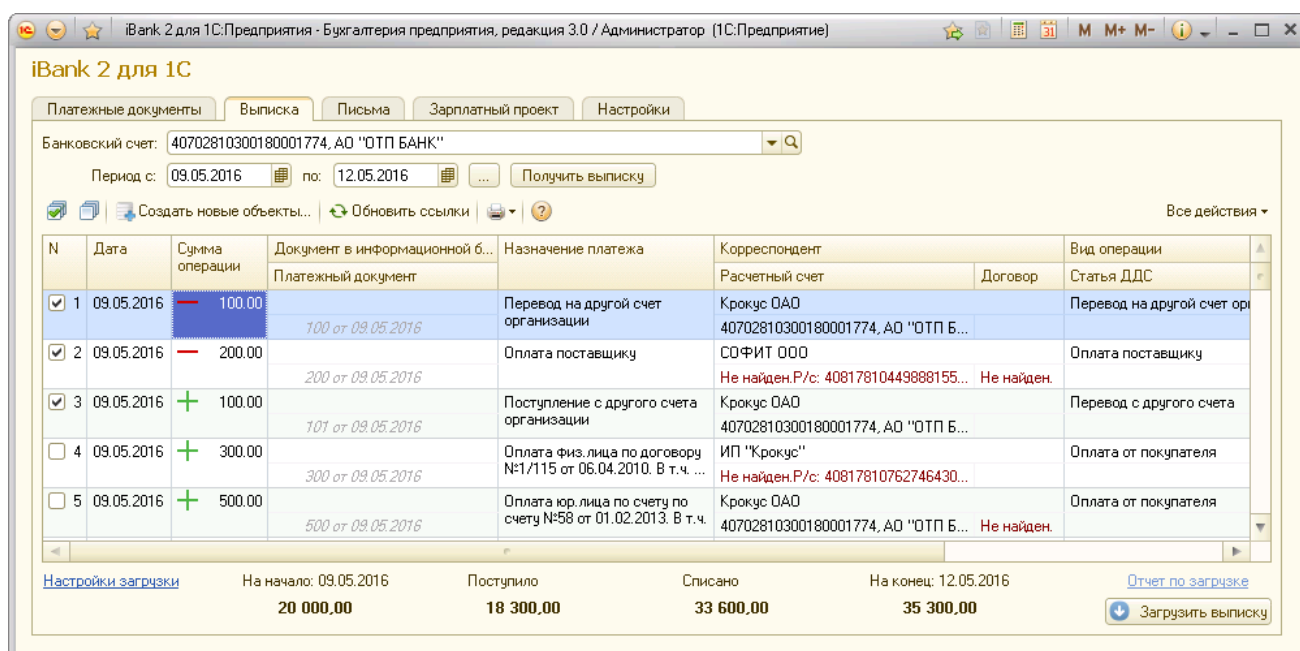 iBank 2 для 1С:Предприятия - Бухгалтерия предприятия, редакция 3.0 / Администратор (1С:Предприятие)
31 M M+ M-
iBank 2 для 1С
Платежные документы Выписка Письма Зарплатный проект Настройки
Банковский счет: 40702810300180001774, АО "ОТП БАНК"
Период с: 09.05.2016 по: 12.05.2016 ... Получить выписку
Создать новые объекты... Обновить ссылки Все действия
N Дата Сумма операции Документ в информационной б... Назначение платежа Корреспондент Вид операции
Платежный документ Расчетный счет Договор Статья ДДС
1 09.05.2016 100.00 Перевод на другой счет организации Крокус ОАО Перевод на другой счет орг
100 от 09.05.2016 40702810300180001774, АО "ОТП Б...
2 09.05.2016 200.00 Оплата поставщику СОФИТ ООО Оплата поставщику
200 от 09.05.2016 Не найден.Р/с: 40817810449888155... Не найден.
3 09.05.2016 100.00 Поступление с другого счета организации Крокус ОАО Перевод с другого счета
101 от 09.05.2016 40702810300180001774, АО "ОТП Б...
4 09.05.2016 300.00 Оплата физ.лица по договору №1/115 от 06.04.2010. В т.ч. ... ИП "Крокус" Оплата от покупателя
300 от 09.05.2016 Не найден.Р/с: 40817810762746430...
5 09.05.2016 500.00 Оплата юр.лица по счету по счету №58 от 01.02.2013. В т.ч. Крокус ОАО Оплата от покупателя
500 от 09.05.2016 40702810300180001774, АО "ОТП Б... Не найден.
Настройки загрузки На начало: 09.05.2016 Поступило Списано На конец: 12.05.2016 Отчет по загрузке
20 000,00 18 300,00 33 600,00 35 300,00 Загрузить выписку